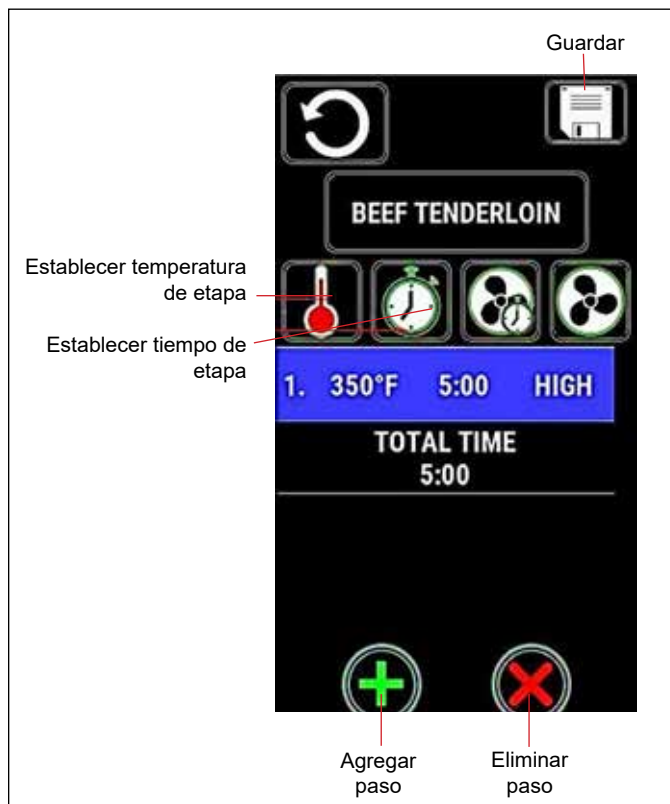 Guardar
BEEF TENDERLOIN
Establecer temperatura
de etapa
Establecer tiempo de
etapa
1. 350°F 5:00 HIGH
TOTAL TIME
5:00
Agregar
paso
Eliminar
paso